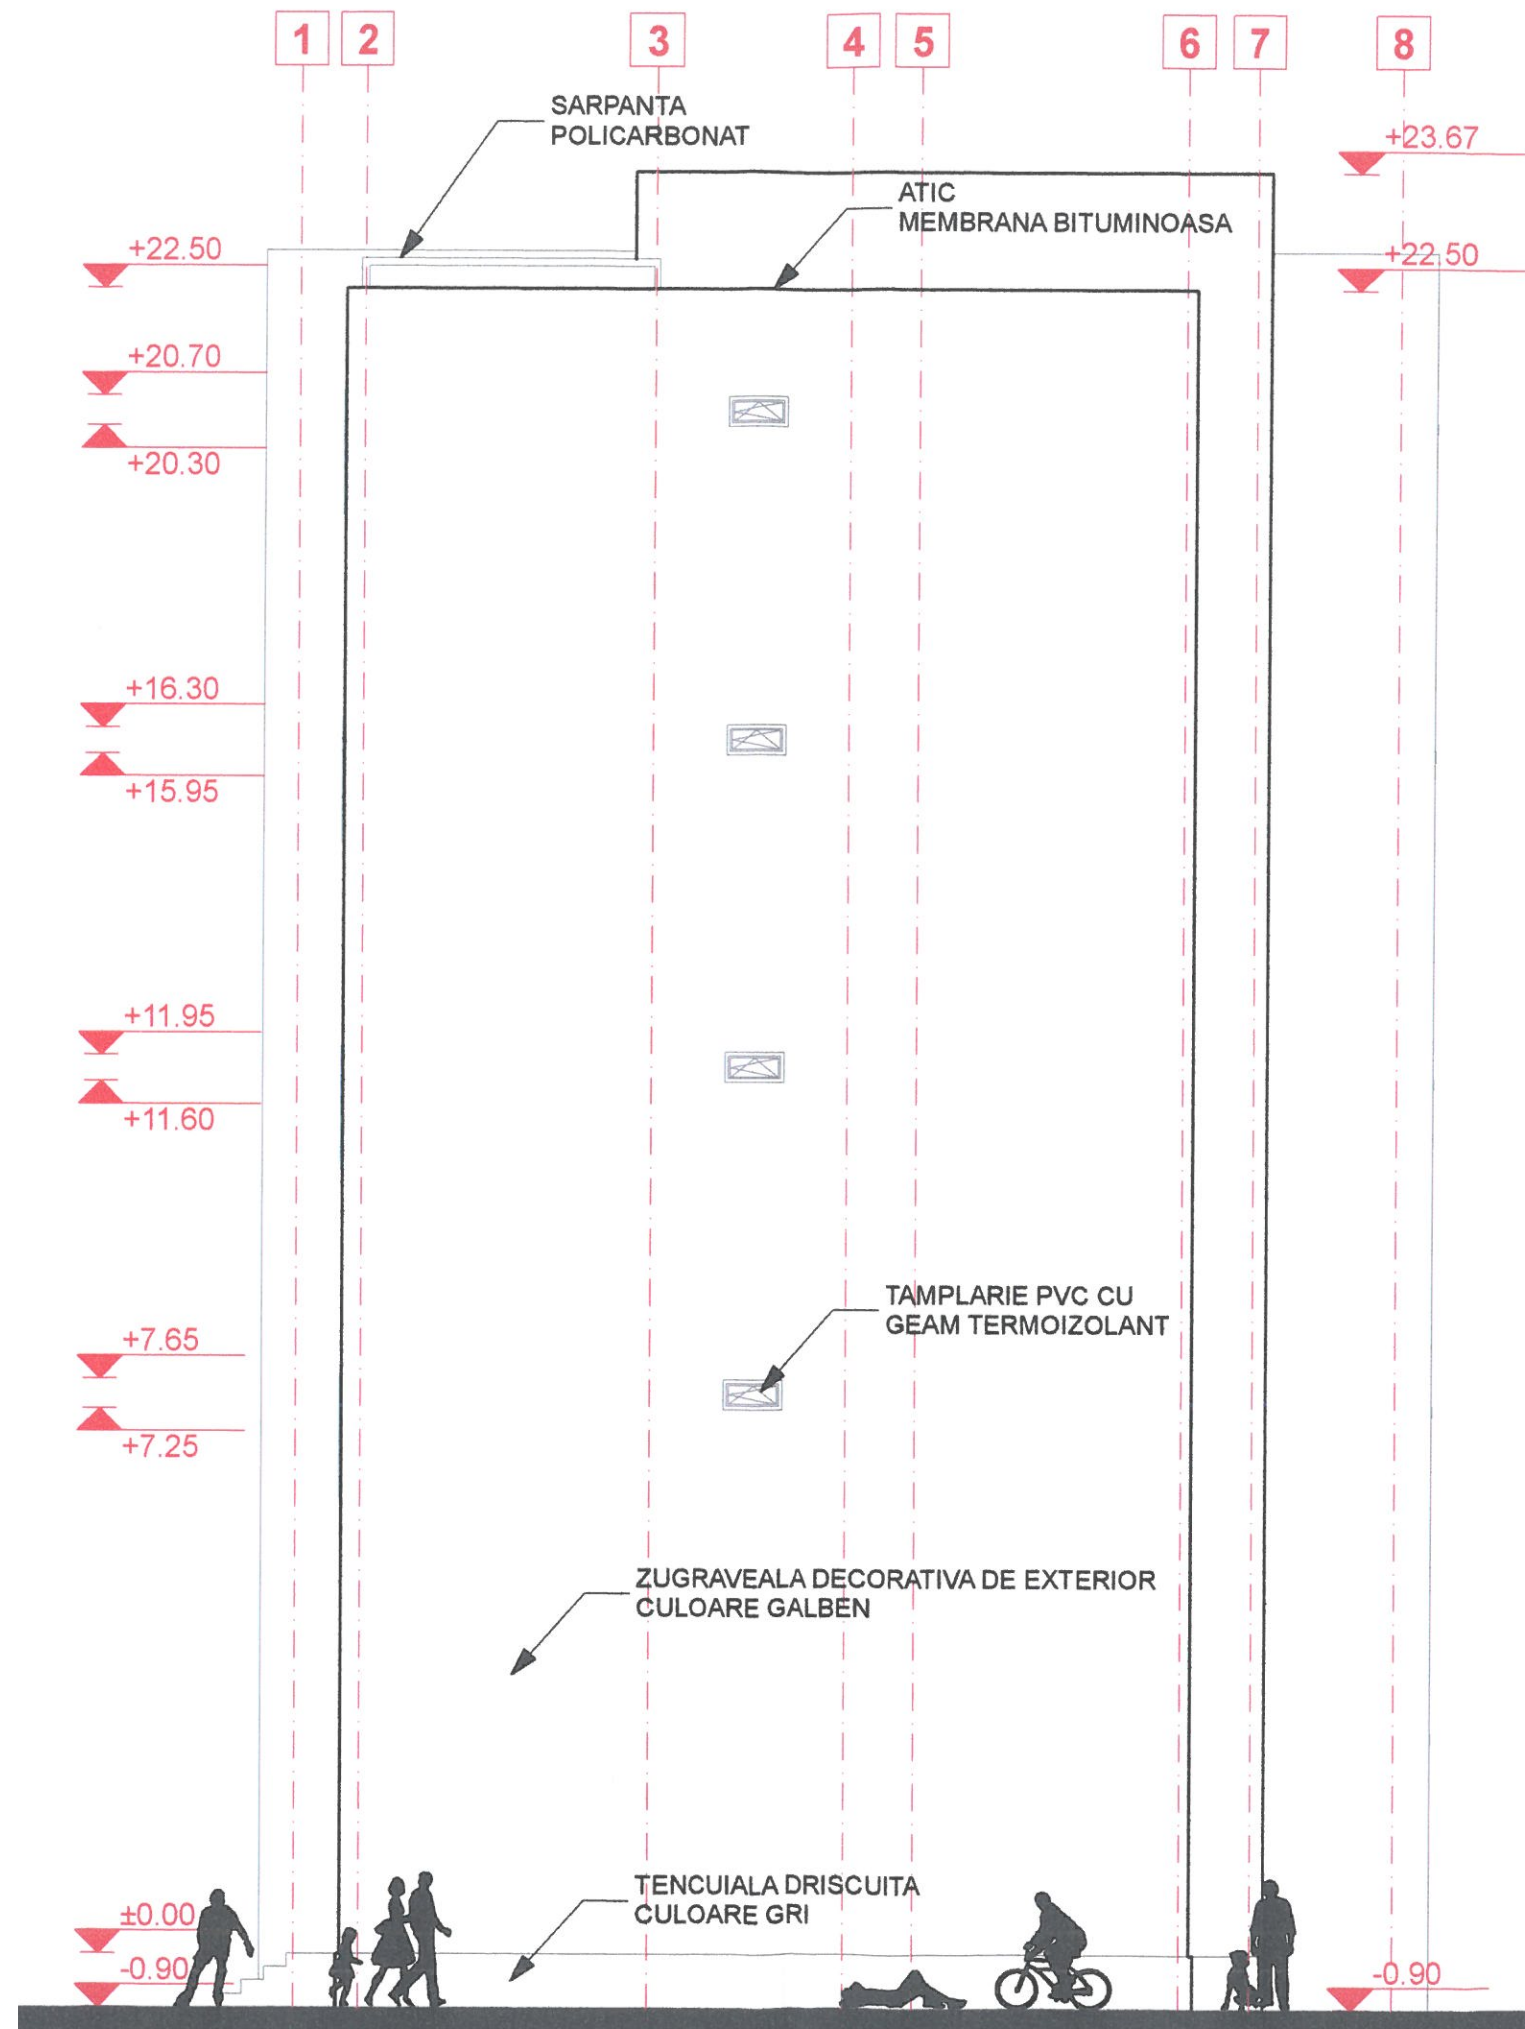 1 2 3 4 5 6 7 8
SARPANTA
POLICARBONAT
+23.67
ATIC
MEMBRANA BITUMINOASA
+22.50
+22.50
+20.70
+20.30
+16.30
+15.95
+11.95
+11.60
TAMPLARIE PVC CU
GEAM TERMOIZOLANT
+7.65
+7.25
ZUGRAVEALA DECORATIVA DE EXTERIOR
CULOARE GALBEN
TENCUIALA DRISCUITA
CULOARE GRI
±0.00
-0.90
-0.90